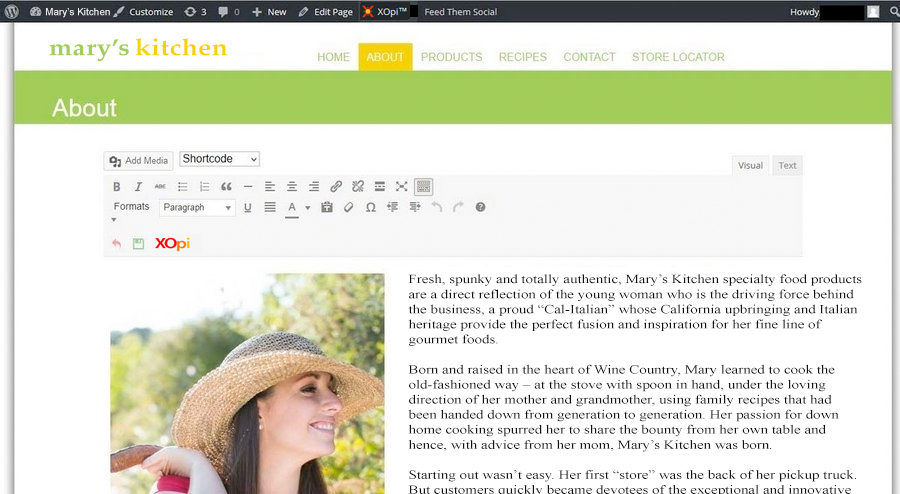 Mary's Kitchen Customize 3 0 New Edit Page XOpi™ Feed Them Social Howdy
mary's kitchen
HOME ABOUT PRODUCTS RECIPES CONTACT STORE LOCATOR
About
Add Media Shortcode Visual Text
B I ABC
Formats Paragraph U A
XOpi
Fresh, spunky and totally authentic, Mary's Kitchen specialty food products
are a direct reflection of the young woman who is the driving force behind
the business, a proud “Cal-Italian” whose California upbringing and Italian
heritage provide the perfect fusion and inspiration for her fine line of
gourmet foods.
Born and raised in the heart of Wine Country, Mary learned to cook the
old-fashioned way – at the stove with spoon in hand, under the loving
direction of her mother and grandmother, using family recipes that had
been handed down from generation to generation. Her passion for down
home cooking spurred her to share the bounty from her own table and
hence, with advice from her mom, Mary's Kitchen was born.
Starting out wasn't easy. Her first “store” was the back of her pickup truck.
But customers quickly became devotees of the exceptional and innovative